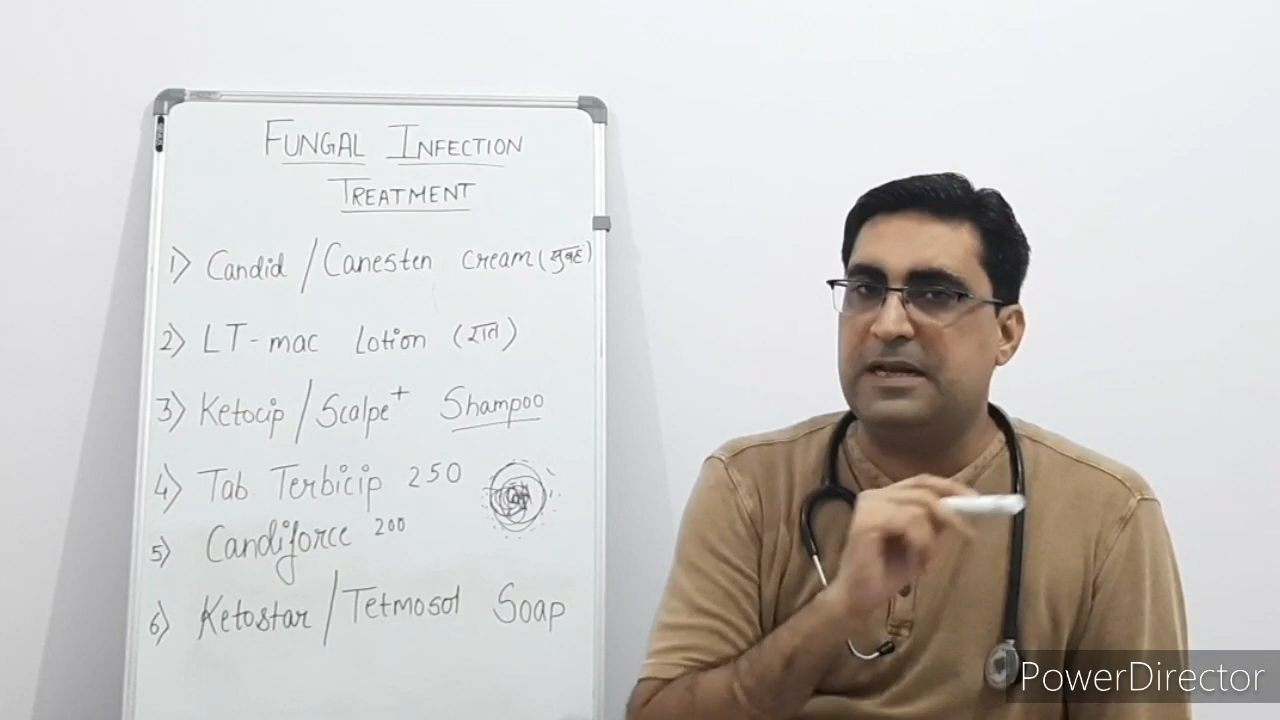 FUNGAL INFECTION
TREATMENT
1) Candid / Canesten cream (सुबह)
2) LT-mac Lotion (रात)
3) Ketocip / Scalpe+ Shampoo
4) Tab Terbicip 250
5) Candiforce 200
6) Ketostar / Tetmosol Soap
PowerDirector